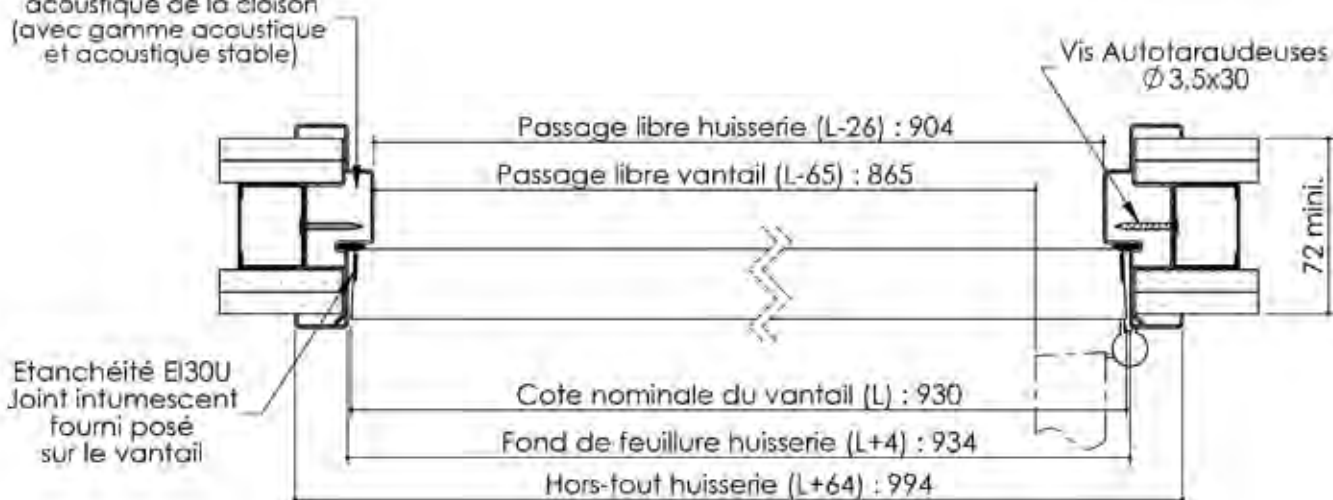 acoustique de la cloison
(avec gamme acoustique
et acoustique stable)
Vis Autotaraudeuses
Ø 3,5x30
Passage libre huisserie (L-26) : 904
Passage libre vantail (L-65) : 865
72 mini.
Etanchéité EI30U
Joint intumescent
fourni posé
sur le vantail
Cote nominale du vantail (L) : 930
Fond de feuillure huisserie (L+4) : 934
Hors-tout huisserie (L+64) : 994